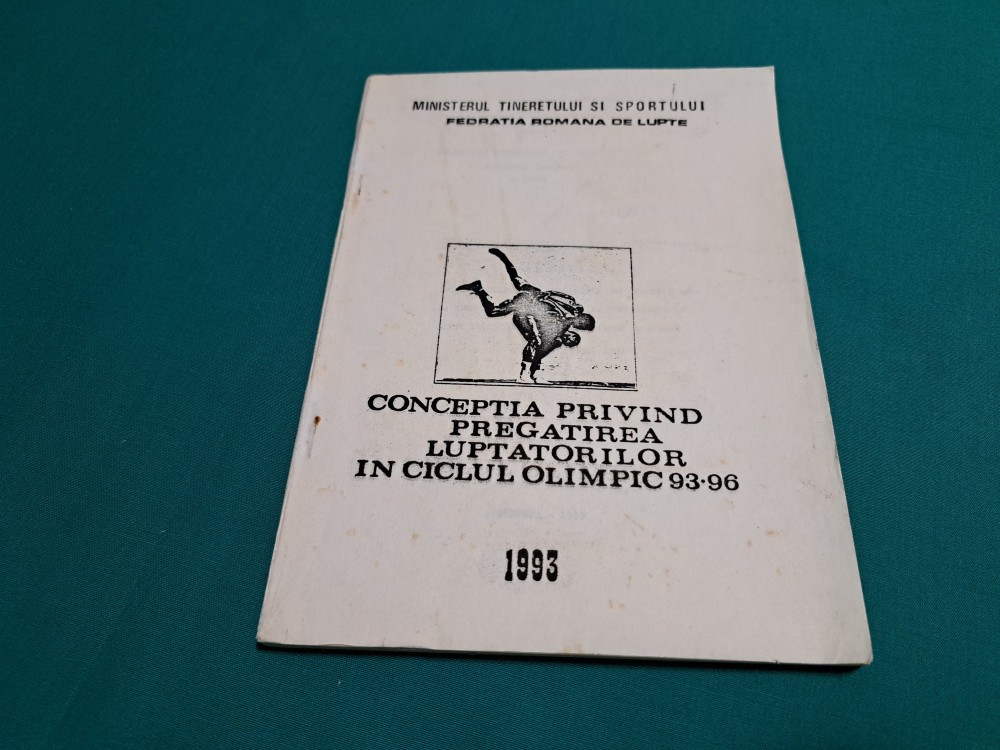 MINISTERUL TINERETULUI SI SPORTULUI
FEDRATIA ROMANA DE LUPTE
CONCEPTIA PRIVIND
PREGATIREA
LUPTATORILOR
IN CICLUL OLIMPIC 93-96
1993